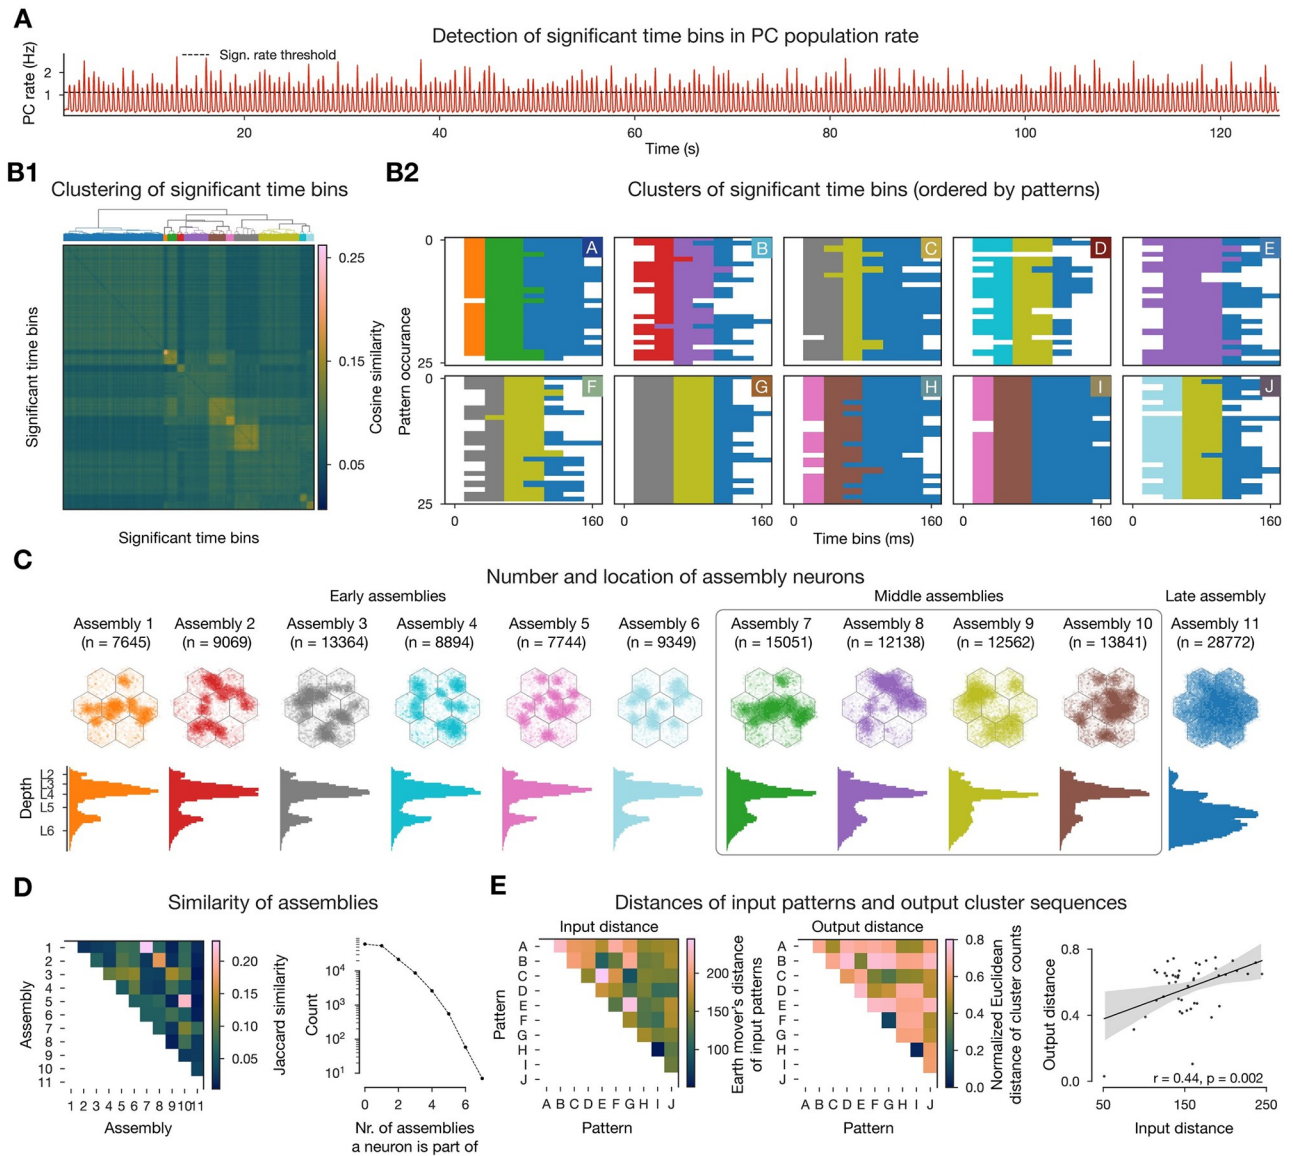 A
Detection of significant time bins in PC population rate
Sign. rate threshold
PC rate (Hz)
2
1
20 40 60 80 100 120
Time (s)
B1
Clustering of significant time bins
Significant time bins
Significant time bins
0.25
0.15
0.05
Cosine similarity
B2
Clusters of significant time bins (ordered by patterns)
Pattern occurance
0
A B C D E
25
0
F G H I J
25
0 160 0 160 0 160 0 160 0 160
Time bins (ms)
C
Number and location of assembly neurons
Early assemblies Middle assemblies Late assembly
Assembly 1 Assembly 2 Assembly 3 Assembly 4 Assembly 5 Assembly 6 Assembly 7 Assembly 8 Assembly 9 Assembly 10 Assembly 11
(n = 7645) (n = 9069) (n = 13364) (n = 8894) (n = 7744) (n = 9349) (n = 15051) (n = 12138) (n = 12562) (n = 13841) (n = 28772)
Depth
L2
L3
L4
L5
L6
D
Similarity of assemblies
Assembly
1
2
3
4
5
6
7
8
9
10
11
1 2 3 4 5 6 7 8 9 10 11
Assembly
0.20
0.15
0.10
0.05
Jaccard similarity
Count
10⁴
10³
10²
10¹
0 2 4 6
Nr. of assemblies
a neuron is part of
E
Distances of input patterns and output cluster sequences
Input distance
Pattern
A
B
C
D
E
F
G
H
I
J
A B C D E F G H I J
Pattern
200
150
100
Earth mover's distance
of input patterns
Output distance
A
B
C
D
E
F
G
H
I
J
A B C D E F G H I J
Pattern
0.8
0.6
0.4
0.2
0.0
Normalized Euclidean
distance of cluster counts
Output distance
0.8
0.4
0.0
r = 0.44, p = 0.002
50 150 250
Input distance